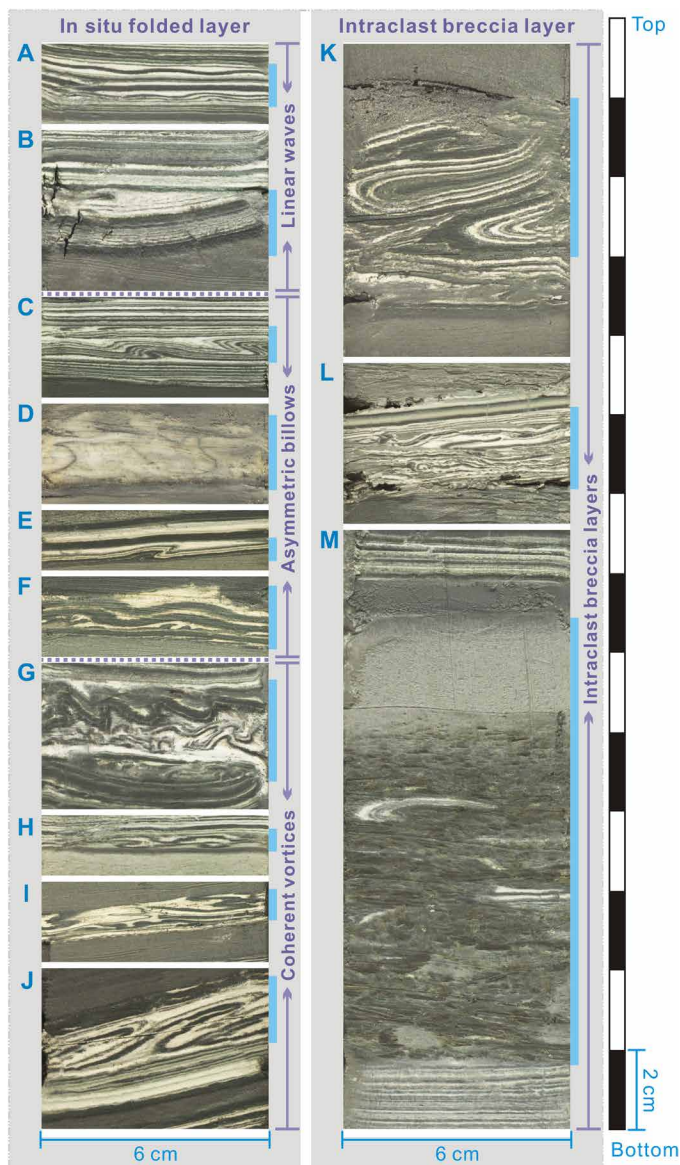 In situ folded layer
Intraclast breccia layer
Top
A
B
Linear waves
C
D
E
F
Asymmetric billows
G
H
I
J
Coherent vortices
6 cm
K
L
M
Intraclast breccia layers
6 cm
2 cm
Bottom